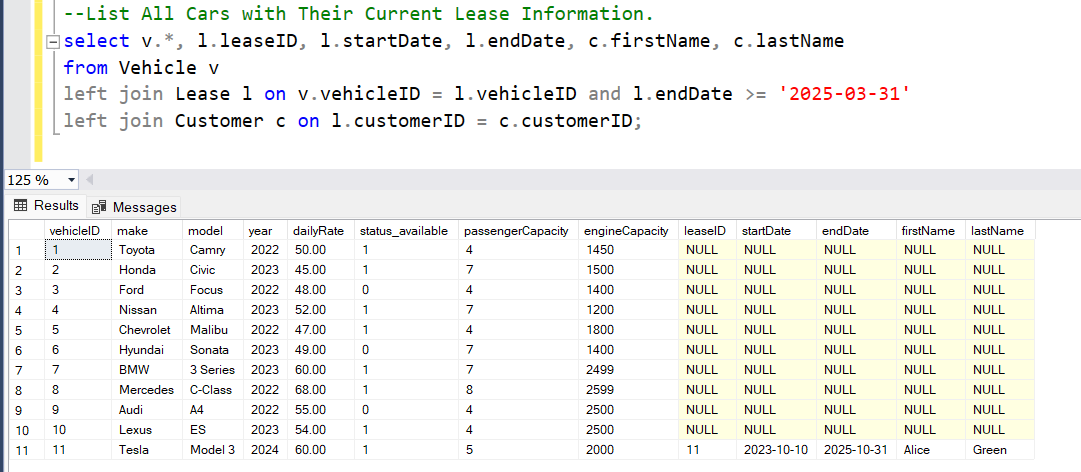 --List All Cars with Their Current Lease Information.
select v.*, l.leaseID, l.startDate, l.endDate, c.firstName, c.lastName
from Vehicle v
left join Lease l on v.vehicleID = l.vehicleID and l.endDate >= '2025-03-31'
left join Customer c on l.customerID = c.customerID;
125 %
Results Messages
vehicleID make model year dailyRate status_available passengerCapacity engineCapacity leaseID startDate endDate firstName lastName
1 1 Toyota Camry 2022 50.00 1 4 1450 NULL NULL NULL NULL NULL
2 2 Honda Civic 2023 45.00 1 7 1500 NULL NULL NULL NULL NULL
3 3 Ford Focus 2022 48.00 0 4 1400 NULL NULL NULL NULL NULL
4 4 Nissan Altima 2023 52.00 1 7 1200 NULL NULL NULL NULL NULL
5 5 Chevrolet Malibu 2022 47.00 1 4 1800 NULL NULL NULL NULL NULL
6 6 Hyundai Sonata 2023 49.00 0 7 1400 NULL NULL NULL NULL NULL
7 7 BMW 3 Series 2023 60.00 1 7 2499 NULL NULL NULL NULL NULL
8 8 Mercedes C-Class 2022 68.00 1 8 2599 NULL NULL NULL NULL NULL
9 9 Audi A4 2022 55.00 0 4 2500 NULL NULL NULL NULL NULL
10 10 Lexus ES 2023 54.00 1 4 2500 NULL NULL NULL NULL NULL
11 11 Tesla Model 3 2024 60.00 1 5 2000 11 2023-10-10 2025-10-31 Alice Green